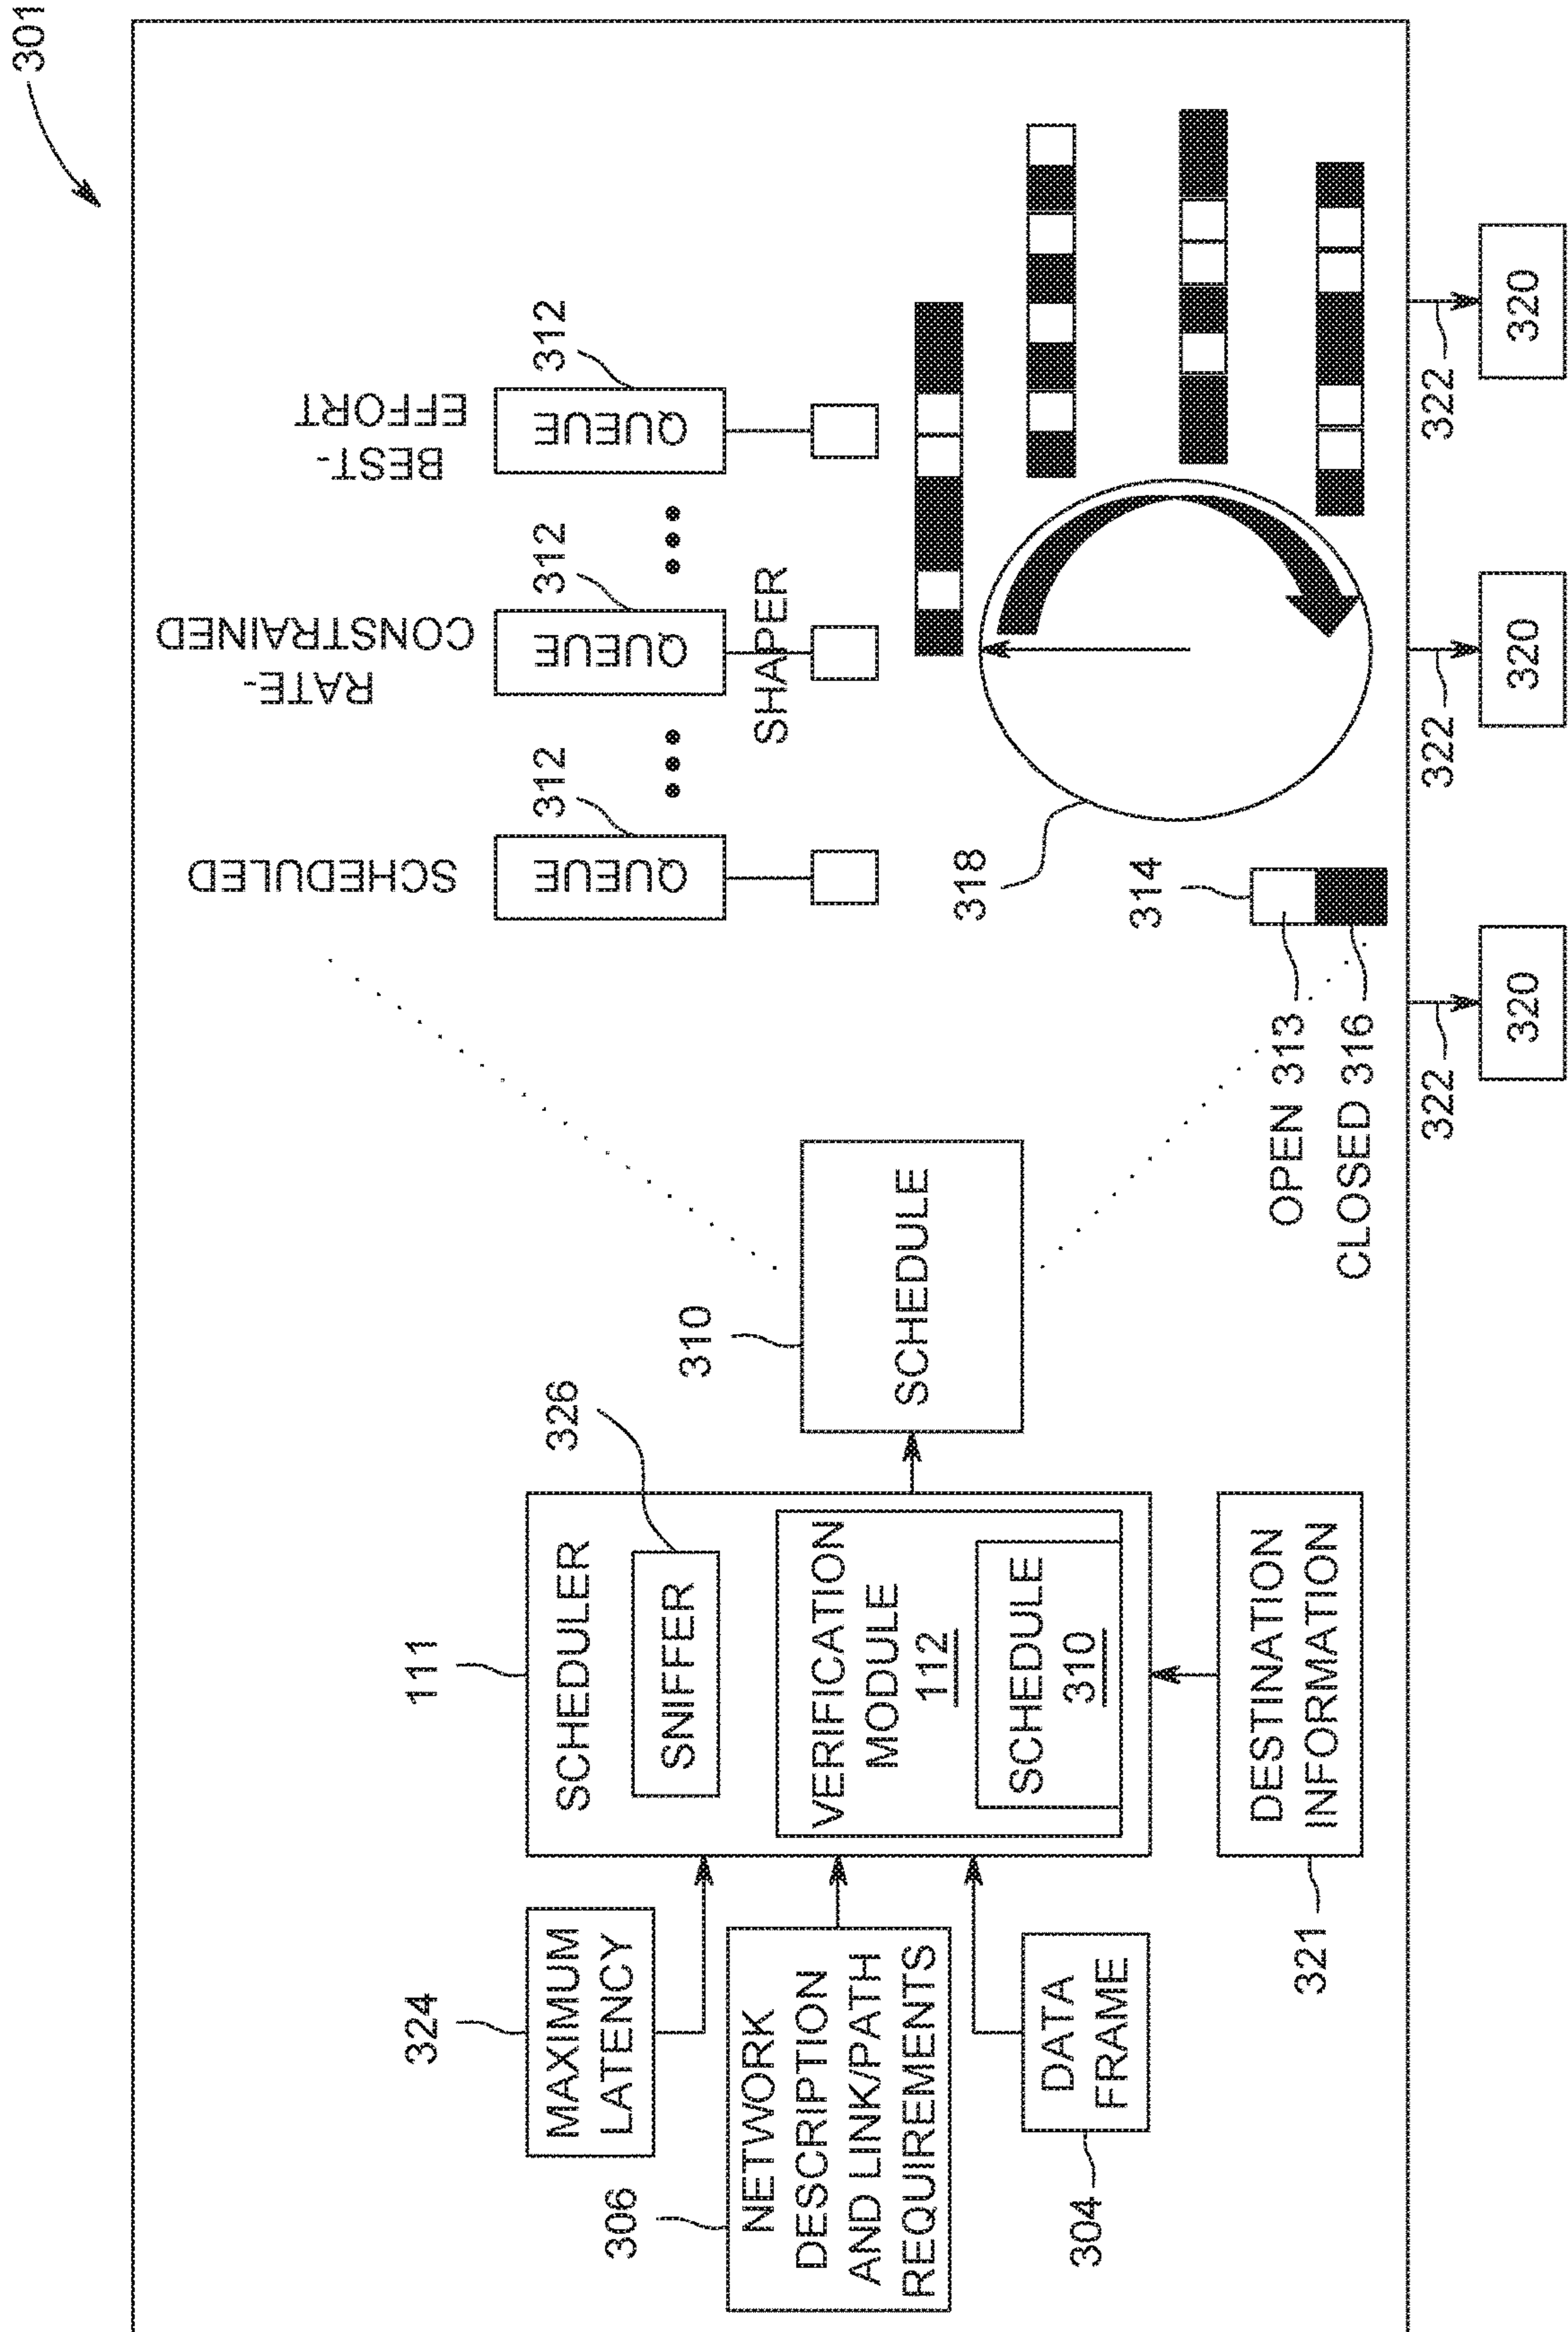 301
324
MAXIMUM
LATENCY
306
NETWORK
DESCRIPTION
AND LINK/PATH
REQUIREMENTS
304
DATA
FRAME
111
SCHEDULER
326
SNIFFER
VERIFICATION
MODULE
112
SCHEDULE
310
321
DESTINATION
INFORMATION
310
SCHEDULE
SCHEDULED
RATE-
CONSTRAINED
BEST-
EFFORT
312
QUEUE
312
QUEUE
312
QUEUE
SHAPER
318
314
OPEN 313
CLOSED 316
322
322
322
320
320
320